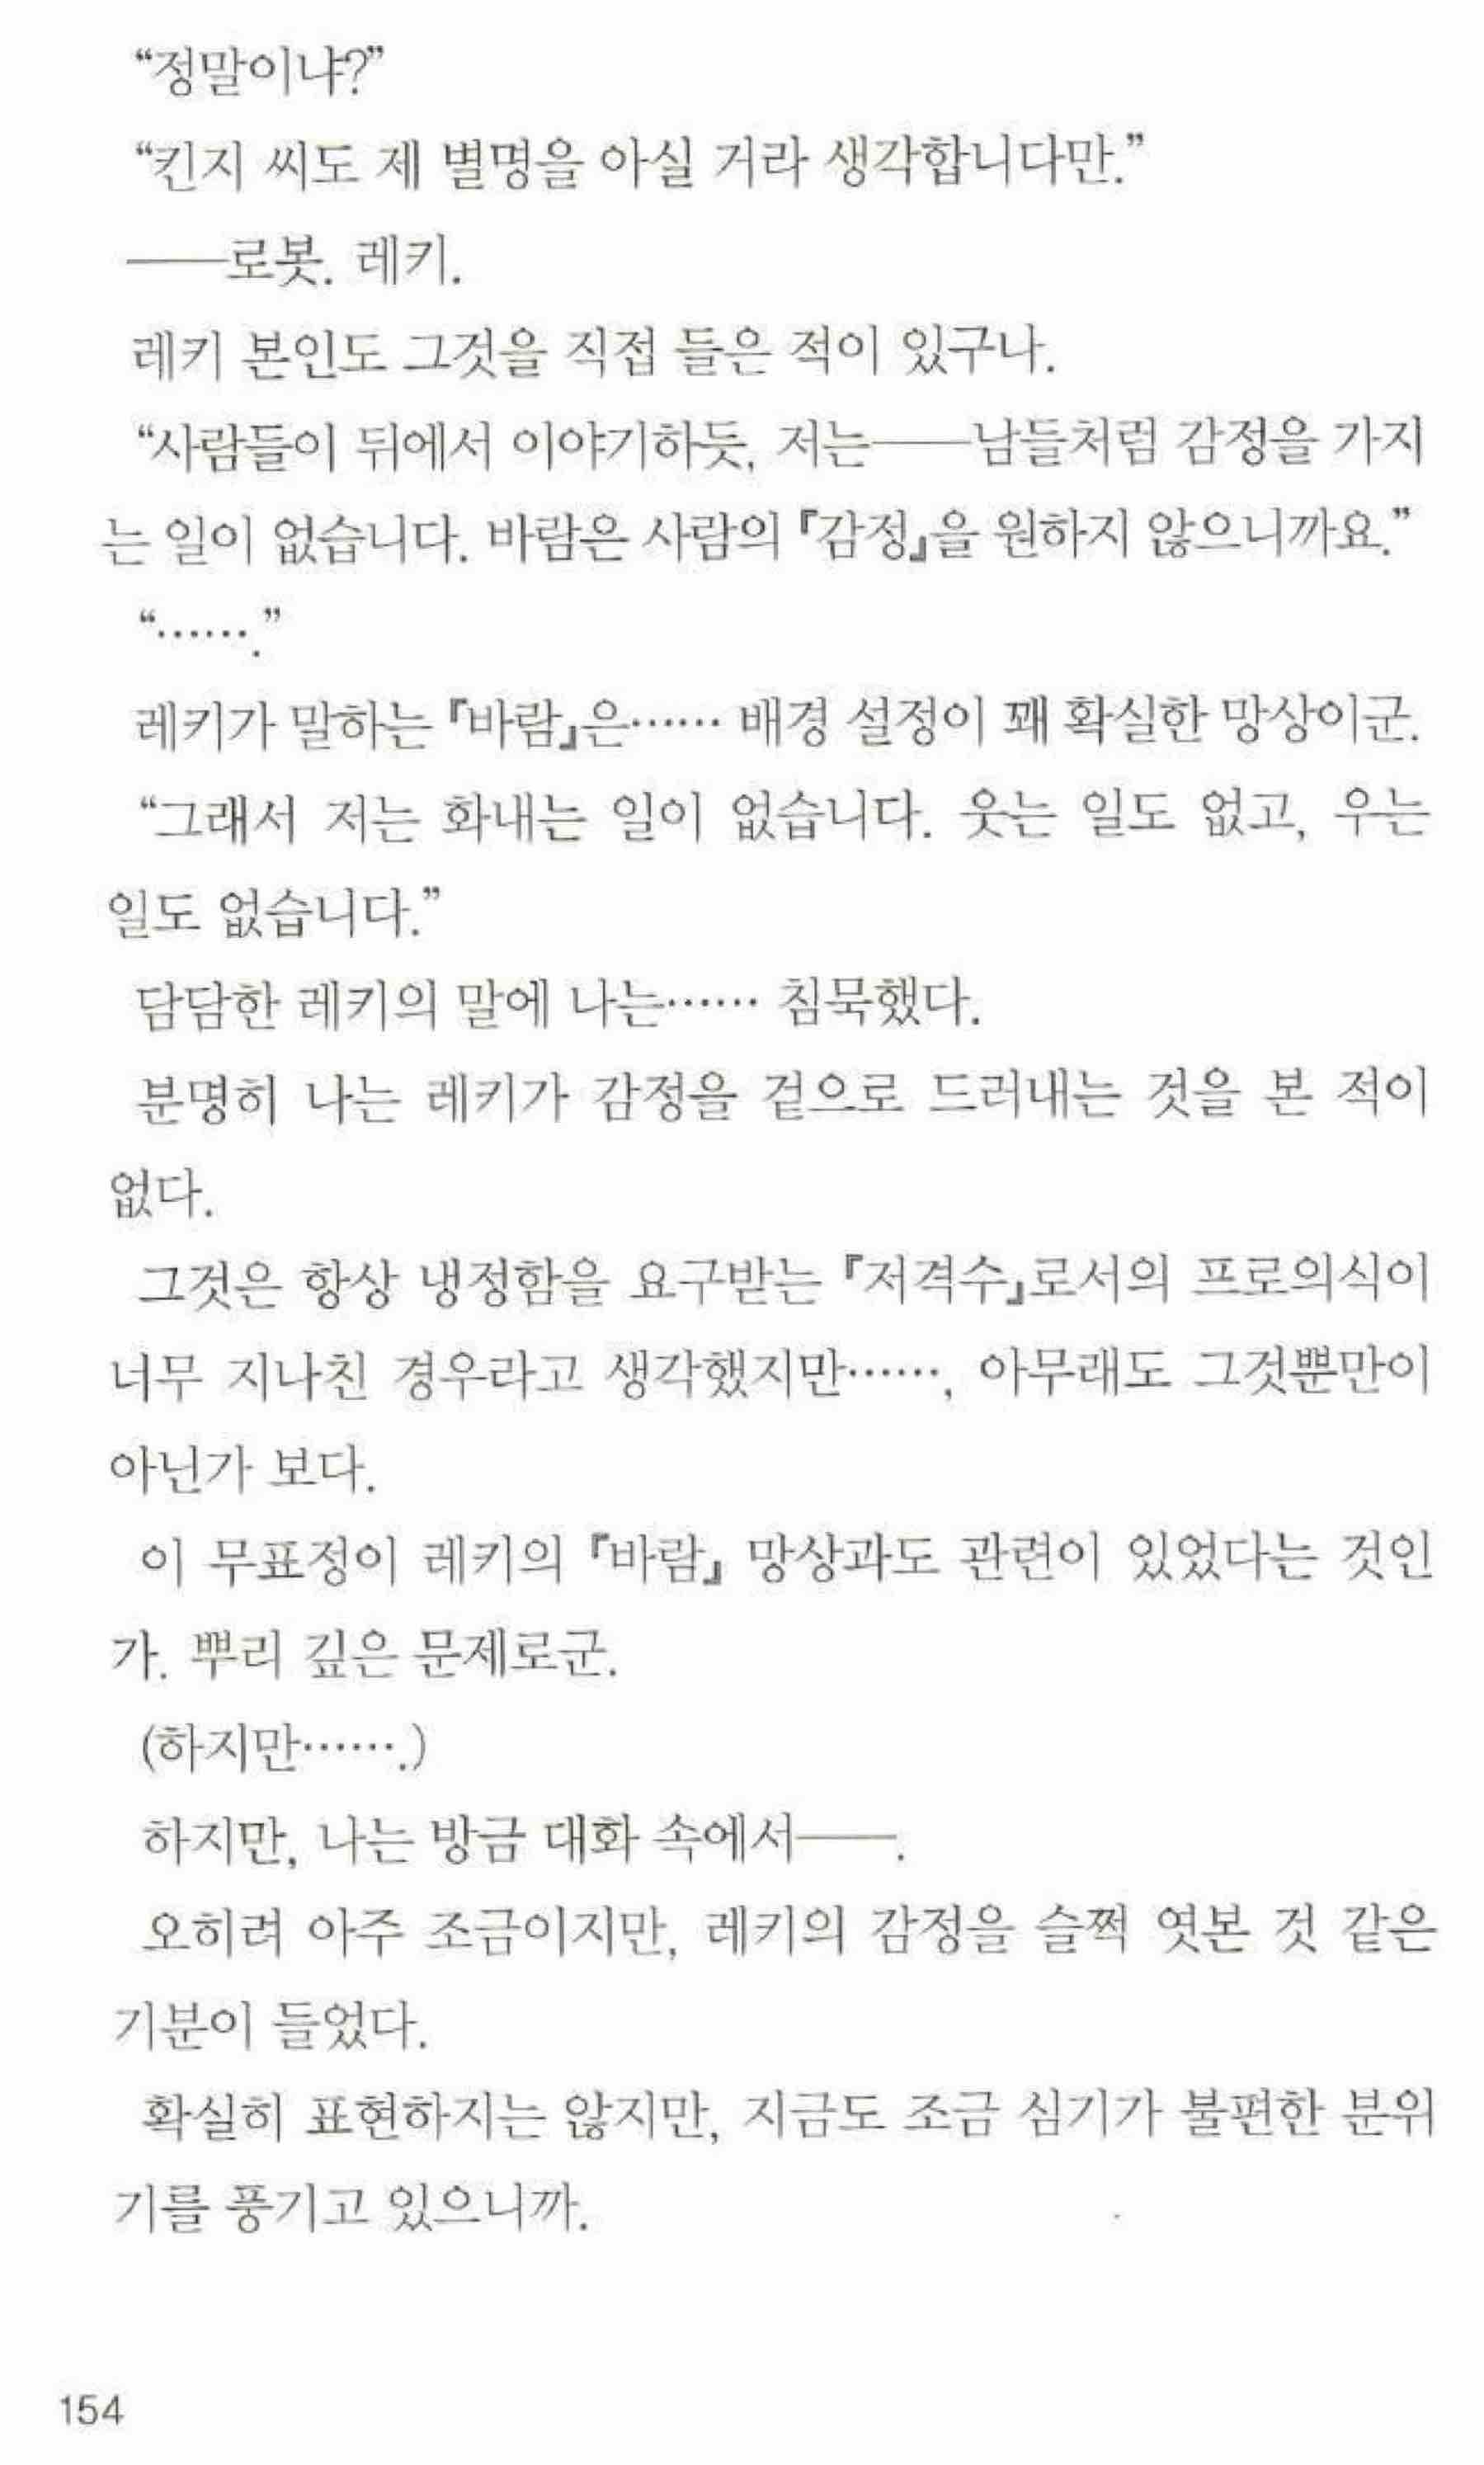 “정말이냐?”
“킨지 씨도 제 별명을 아실 거라 생각합니다만.”
──로봇. 레키.
레키 본인도 그것을 직접 들은 적이 있구나.
“사람들이 뒤에서 이야기하듯, 저는──남들처럼 감정을 가지
는 일이 없습니다. 바람은 사람의 『감정』을 원하지 않으니까요.”
“…….”
레키가 말하는 『바람』은…… 배경 설정이 꽤 확실한 망상이군.
“그래서 저는 화내는 일이 없습니다. 웃는 일도 없고, 우는
일도 없습니다.”
담담한 레키의 말에 나는…… 침묵했다.
분명히 나는 레키가 감정을 겉으로 드러내는 것을 본 적이
없다.
그것은 항상 냉정함을 요구받는 『저격수』로서의 프로의식이
너무 지나친 경우라고 생각했지만……, 아무래도 그것뿐만이
아닌가 보다.
이 무표정이 레키의 『바람』 망상과도 관련이 있었다는 것인
가. 뿌리 깊은 문제로군.
(하지만…….)
하지만, 나는 방금 대화 속에서──.
오히려 아주 조금이지만, 레키의 감정을 슬쩍 엿본 것 같은
기분이 들었다.
확실히 표현하지는 않지만, 지금도 조금 심기가 불편한 분위
기를 풍기고 있으니까.
154